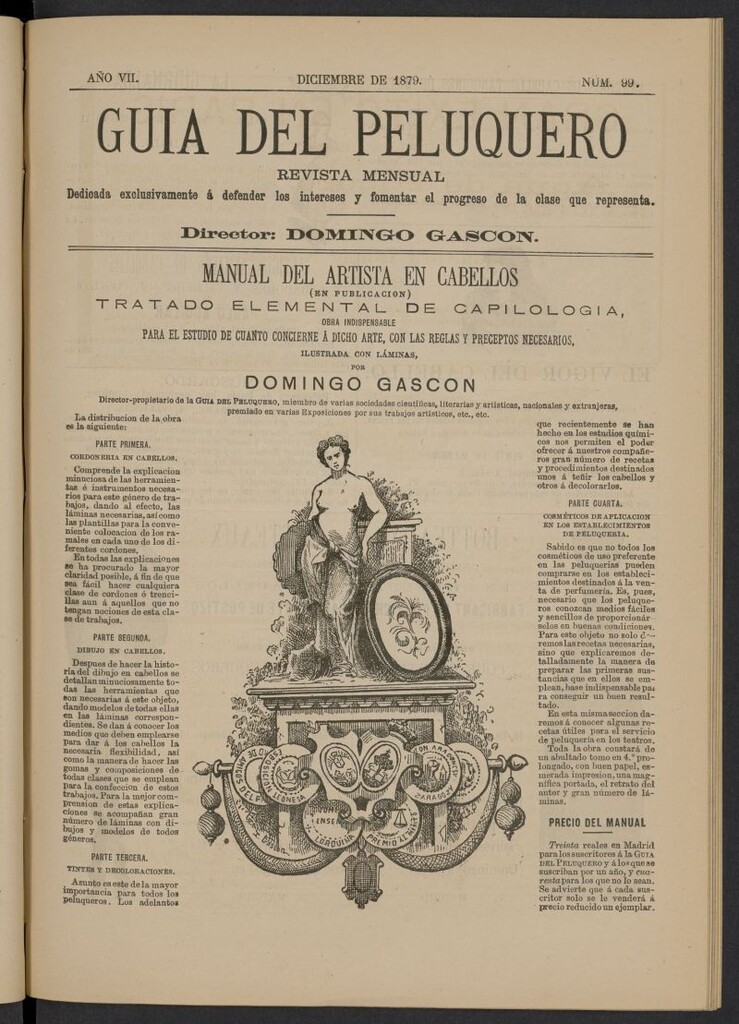 AÑO VII.
DICIEMBRE DE 1879.
NÚM. 99.
GUIA DEL PELUQUERO
REVISTA MENSUAL
Dedicada exclusivamente á defender los intereses y fomentar el progreso de la clase que representa.
Director: DOMINGO GASCON.
MANUAL DEL ARTISTA EN CABELLOS
(EN PUBLICACION)
TRATADO ELEMENTAL DE CAPILOLOGIA,
OBRA INDISPENSABLE
PARA EL ESTUDIO DE CUANTO CONCIERNE Á DICHO ARTE, CON LAS REGLAS Y PRECEPTOS NECESARIOS,
ILUSTRADA CON LÁMINAS,
POR
DOMINGO GASCON
Director-propietario de la GUIA DEL PELUQUERO, miembro de varias sociedades científicas, literarias y artísticas, nacionales y extranjeras,
premiado en varias Exposiciones por sus trabajos artísticos, etc., etc.
La distribucion de la obra
es la siguiente:
PARTE PRIMERA.
CORDONERIA EN CABELLOS.
Comprende la explicacion
minuciosa de las herramien-
tas é instrumentos necesa-
rios para este género de tra-
bajos, dando al efecto, las
láminas necesarias, así como
las plantillas para la conve-
niente colocacion de los ra-
males en cada uno de los di-
ferentes cordones.
En todas las explicaciones
se ha procurado la mayor
claridad posible, á fin de que
sea fácil hacer cualquiera
clase de cordones ó trenci-
llas aun á aquellos que no
tengan nociones de esta cla-
se de trabajos.
PARTE SEGUNDA.
DIBUJO EN CABELLOS.
Despues de hacer la histo-
ria del dibujo en cabellos se
detallan minuciosamente to-
das las herramientas que
son necesarias á este objeto,
dando modelos de todas ellas
en las láminas correspon-
dientes. Se dan á conocer los
medios que deben emplearse
para dar á los cabellos la
necesaria flexibilidad, así
como la manera de hacer las
gomas y composiciones de
todas clases que se emplean
para la confeccion de estos
trabajos. Para la mejor com-
prension de estas explica-
ciones se acompañan gran
número de láminas con di-
bujos y modelos de todos
géneros.
PARTE TERCERA.
TINTES Y DECOLORACIONES.
Asunto es este de la mayor
importancia para todos los
peluqueros. Los adelantos
que recientemente se han
hecho en los estudios quími-
cos nos permiten el poder
ofrecer á nuestros compañe-
ros gran número de recetas
y procedimientos destinados
unos á teñir los cabellos y
otros á decolorarlos.
PARTE CUARTA.
COSMÉTICOS DE APLICACION
EN LOS ESTABLECIMIENTOS
DE PELUQUERIA.
Sabido es que no todos los
cosméticos de uso preferente
en las peluquerías pueden
comprarse en los estableci-
mientos destinados á la ven-
ta de perfumería. Es, pues,
necesario que los peluque-
ros conozcan medios fáciles
y sencillos de proporcionár-
selos en buenas condiciones.
Para este objeto no solo da-
remos las recetas necesarias,
sino que explicaremos de-
talladamente la manera de
preparar las primeras sus-
tancias que en ellos se em-
plean, base indispensable para
conseguir un buen resul-
tado.
En esta misma seccion da-
remos á conocer algunas re-
cetas útiles para el servicio
de peluquería en los teatros.
Toda la obra constará de
un abultado tomo en 4.º pro-
longado, con buen papel, es-
merada impresion, una mag-
nífica portada, el retrato del
autor y gran número de lá-
minas.
PRECIO DEL MANUAL
Treinta reales en Madrid
para los suscritores á la GUIA
DEL PELUQUERO y á los que se
suscriban por un año, y cua-
renta para los que no lo sean.
Se advierte que á cada sus-
critor solo se le venderá á
precio reducido un ejemplar.
AMIGOS DEL P
EXPOSICION LEONESA
ON ARAGONESA
ZARAGOZA
LORQUINA
PREMIO